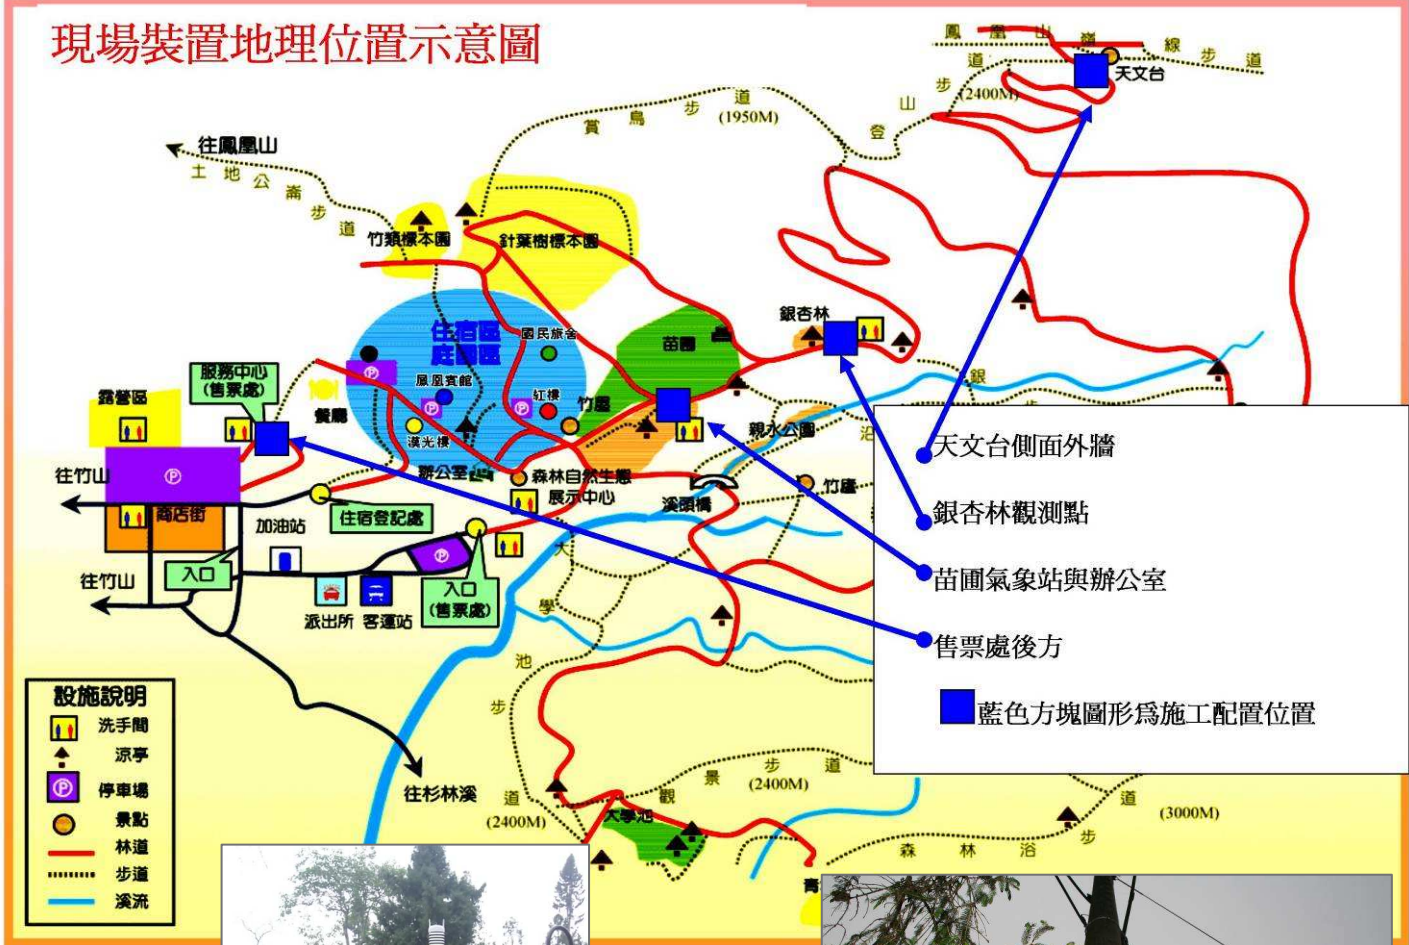 現場裝置地理位置示意圖
鳳凰山嶺線步道
天文台
登山步道
(2400M)
賞鳥步道
(1950M)
往鳳凰山
土地公崙步道
竹類標本園
針葉樹標本園
銀杏林
住宿區
庭園區
國民旅舍
苗圃
服務中心
(售票處)
鳳凰賓館
紅樓
竹屋
露營區
餐廳
漢光樓
銀
親水公園
沼
天文台側面外牆
往竹山
辦公室
森林自然生態
展示中心
溪頭橋
竹廬
商店街
加油站
住宿登記處
銀杏林觀測點
大學池步道
(2400M)
往竹山
入口
入口
(售票處)
苗圃氣象站與辦公室
派出所
客運站
售票處後方
藍色方塊圖形為施工配置位置
設施說明
洗手間
涼亭
停車場
景點
林道
步道
溪流
往杉林溪
觀景步道
(2400M)
大學池
森林浴步道
(3000M)
青